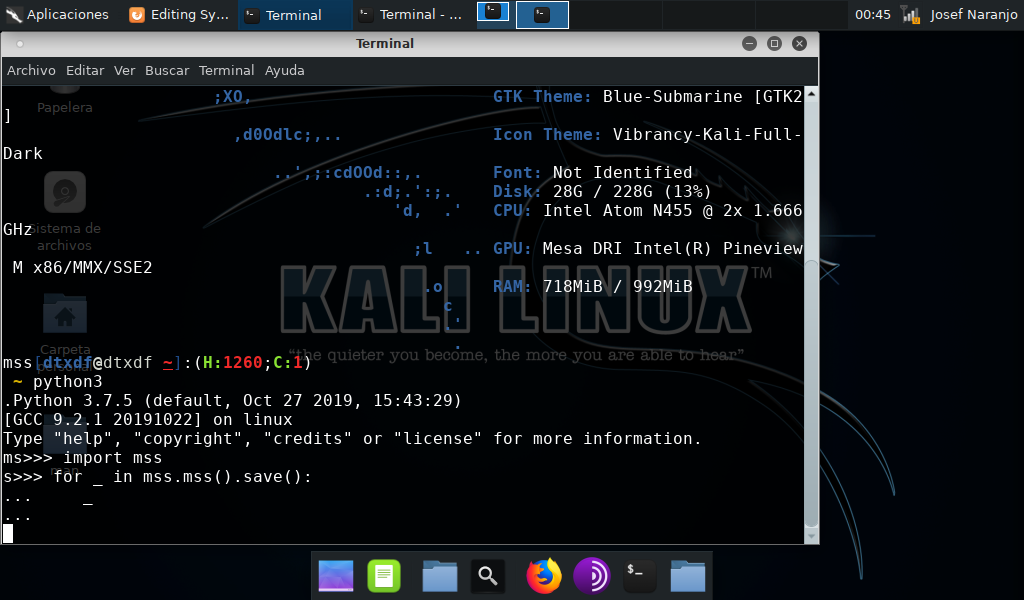 Aplicaciones Editing Sy... Terminal Terminal - ... 00:45 Josef Naranjo
Terminal
Archivo Editar Ver Buscar Terminal Ayuda
Papelera
;XO, GTK Theme: Blue-Submarine [GTK2
]
,d0Odlc;,.. Icon Theme: Vibrancy-Kali-Full-
Dark
..',;:cdOOd::,. Font: Not Identified
.:d;.':;. Disk: 28G / 228G (13%)
'd, .' CPU: Intel Atom N455 @ 2x 1.666
GHz
Sistema de
archivos
;l .. GPU: Mesa DRI Intel(R) Pineview
M x86/MMX/SSE2
.o RAM: 718MiB / 992MiB
c
.'
.
KALI LINUX™
“the quieter you become, the more you are able to hear”
Carpeta
personal
mss[dtxdf@dtxdf ~]:(H:1260;C:1)
~ python3
.Python 3.7.5 (default, Oct 27 2019, 15:43:29)
[GCC 9.2.1 20191022] on linux
Type "help", "copyright", "credits" or "license" for more information.
ms>>> import mss
s>>> for _ in mss.mss().save():
...     _
...
$_